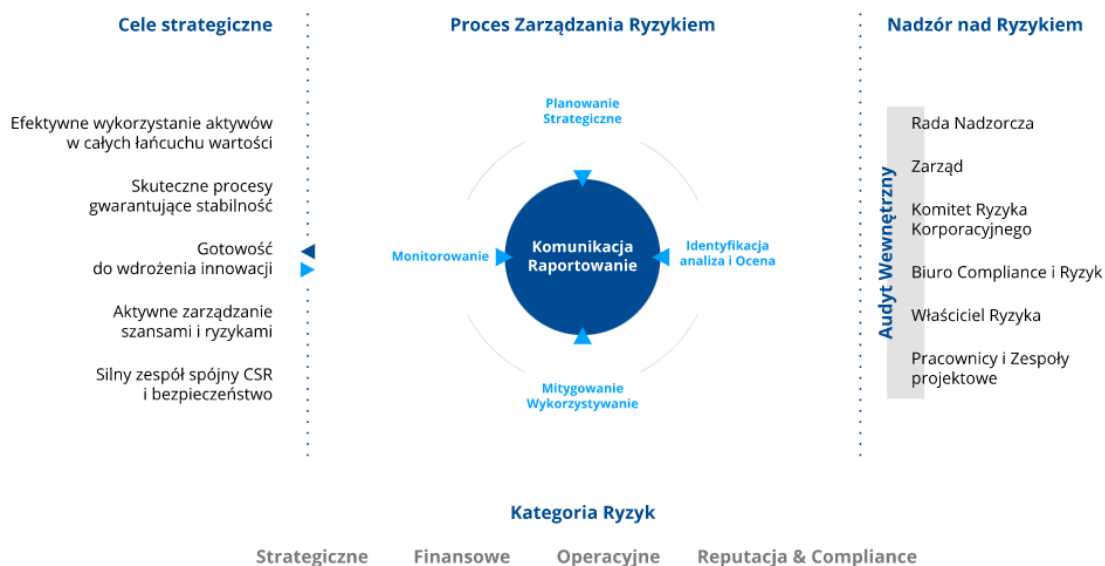 Cele strategiczne
Efektywne wykorzystanie aktywów
w całych łańcuchu wartości
Skuteczne procesy
gwarantujące stabilność
Gotowość
do wdrożenia innowacji
Aktywne zarządzanie
szansami i ryzykami
Silny zespół spójny CSR
i bezpieczeństwo
Proces Zarządzania Ryzykiem
Planowanie
Strategiczne
Monitorowanie
Komunikacja
Raportowanie
Identyfikacja
analiza i Ocena
Mitygowanie
Wykorzystywanie
Nadzór nad Ryzykiem
Audyt Wewnętrzny
Rada Nadzorcza
Zarząd
Komitet Ryzyka
Korporacyjnego
Biuro Compliance i Ryzyk
Właściciel Ryzyka
Pracownicy i Zespoły
projektowe
Kategoria Ryzyk
Strategiczne Finansowe Operacyjne Reputacja & Compliance